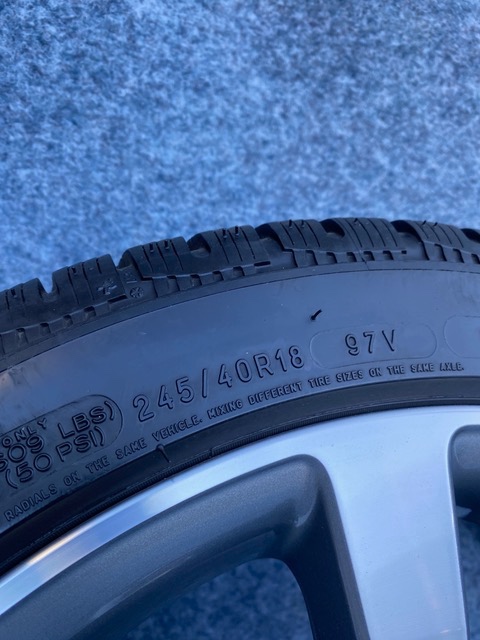 245/40R18 97V
ONLY
LBS)
(50 PSI)
RADIALS ON THE SAME VEHICLE. MIXING DIFFERENT TIRE SIZES ON THE SAME AXLE.